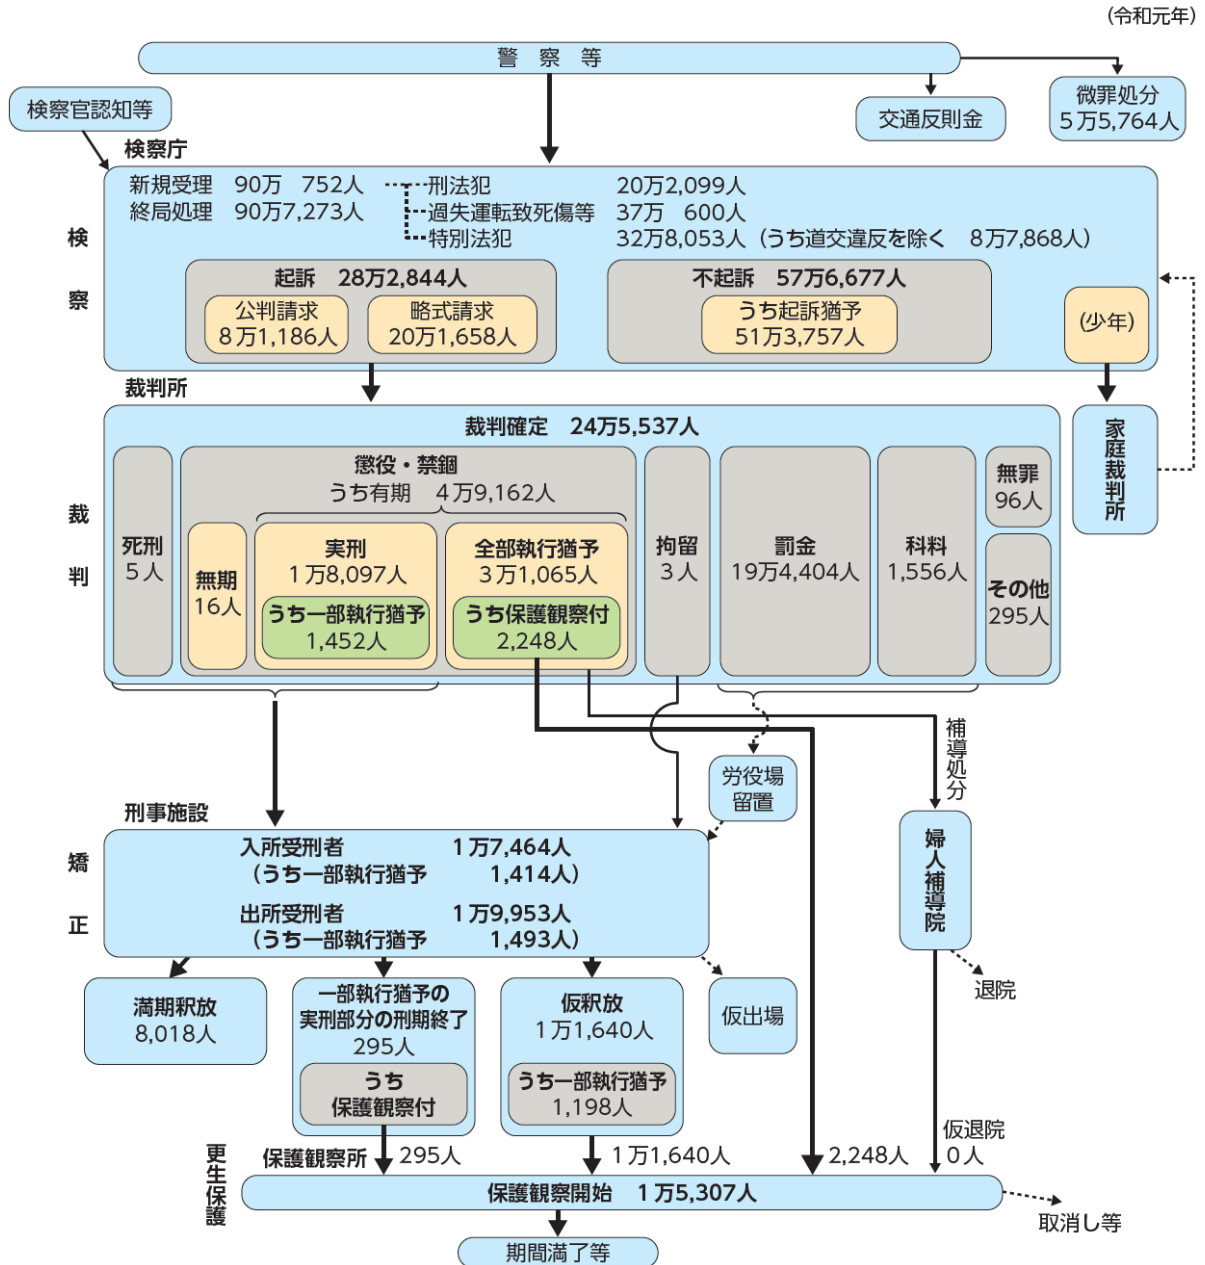 (令和元年)
警 察 等
検察官認知等
交通反則金
微罪処分
5万5,764人
検察庁
新規受理 90万 752人
刑法犯 20万2,099人
終局処理 90万7,273人
過失運転致死傷等 37万 600人
特別法犯 32万8,053人（うち道交違反を除く 8万7,868人）
検
察
起訴 28万2,844人
公判請求
8万1,186人
略式請求
20万1,658人
不起訴 57万6,677人
うち起訴猶予
51万3,757人
(少年)
裁判所
裁判確定 24万5,537人
家庭裁判所
裁
判
死刑
5人
懲役・禁錮
うち有期 4万9,162人
無期
16人
実刑
1万8,097人
うち一部執行猶予
1,452人
全部執行猶予
3万1,065人
うち保護観察付
2,248人
拘留
3人
罰金
19万4,404人
科料
1,556人
無罪
96人
その他
295人
労役場
留置
補導処分
刑事施設
矯
正
入所受刑者 1万7,464人
（うち一部執行猶予 1,414人）
出所受刑者 1万9,953人
（うち一部執行猶予 1,493人）
婦人補導院
満期釈放
8,018人
一部執行猶予の
実刑部分の刑期終了
295人
うち
保護観察付
仮釈放
1万1,640人
うち一部執行猶予
1,198人
仮出場
退院
更生保護
保護観察所
295人
1万1,640人
2,248人
仮退院
0人
保護観察開始 1万5,307人
取消し等
期間満了等